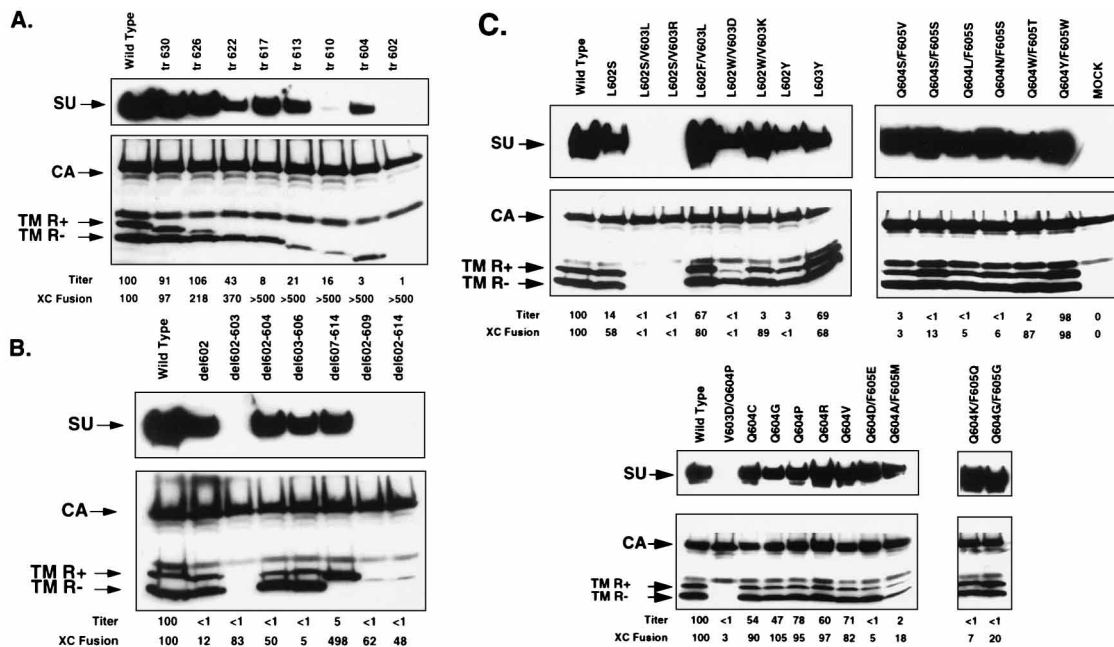 A.
Wild Type
tr 630
tr 626
tr 622
tr 617
tr 613
tr 610
tr 604
tr 602
SU
CA
TM R+
TM R-
Titer 100 91 106 43 8 21 16 3 1
XC Fusion 100 97 218 370 >500 >500 >500 >500 >500
B.
Wild Type
del602
del602-603
del602-604
del603-606
del607-614
del602-609
del602-614
SU
CA
TM R+
TM R-
Titer 100 <1 <1 <1 <1 5 <1 <1
XC Fusion 100 12 83 50 5 498 62 48
C.
Wild Type
L602S
L602S/V603L
L602S/V603R
L602F/V603L
L602W/V603D
L602W/V603K
L602Y
L603Y
SU
CA
TM R+
TM R-
Titer 100 14 <1 <1 67 <1 3 3 69
XC Fusion 100 58 <1 <1 80 <1 89 <1 68
Q604S/F605V
Q604S/F605S
Q604L/F605S
Q604N/F605S
Q604W/F605T
Q604Y/F605W
MOCK
3 <1 <1 <1 2 98 0
3 13 5 6 87 98 0
Wild Type
V603D/Q604P
Q604C
Q604G
Q604P
Q604R
Q604V
Q604D/F605E
Q604A/F605M
SU
CA
TM R+
TM R-
Titer 100 <1 54 47 78 60 71 <1 2
XC Fusion 100 3 90 105 95 97 82 5 18
Q604K/F605Q
Q604G/F605G
<1 <1
7 20